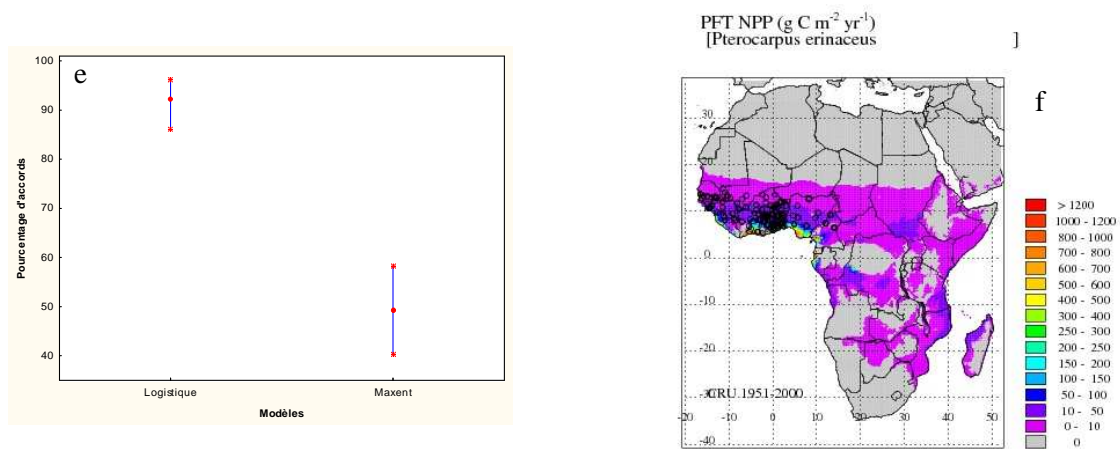 e
100
90
80
70
60
50
40
Pourcentage d'accords
Logistique
Maxent
Modèles
PFT NPP (g C m⁻² yr⁻¹)
[Pterocarpus erinaceus ]
f
30
0
-10
-20
-30
-40
CRU 1951-2000
-20
-10
0
10
20
30
40
50
> 1200
1000 - 1200
800 - 1000
700 - 800
600 - 700
500 - 600
400 - 500
300 - 400
250 - 300
200 - 250
150 - 200
100 - 150
50 - 100
10 - 50
0 - 10
0